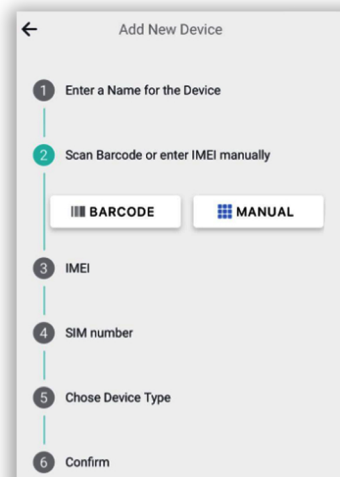 Add New Device
1 Enter a Name for the Device
2 Scan Barcode or enter IMEI manually
BARCODE MANUAL
3 IMEI
4 SIM number
5 Chose Device Type
6 Confirm